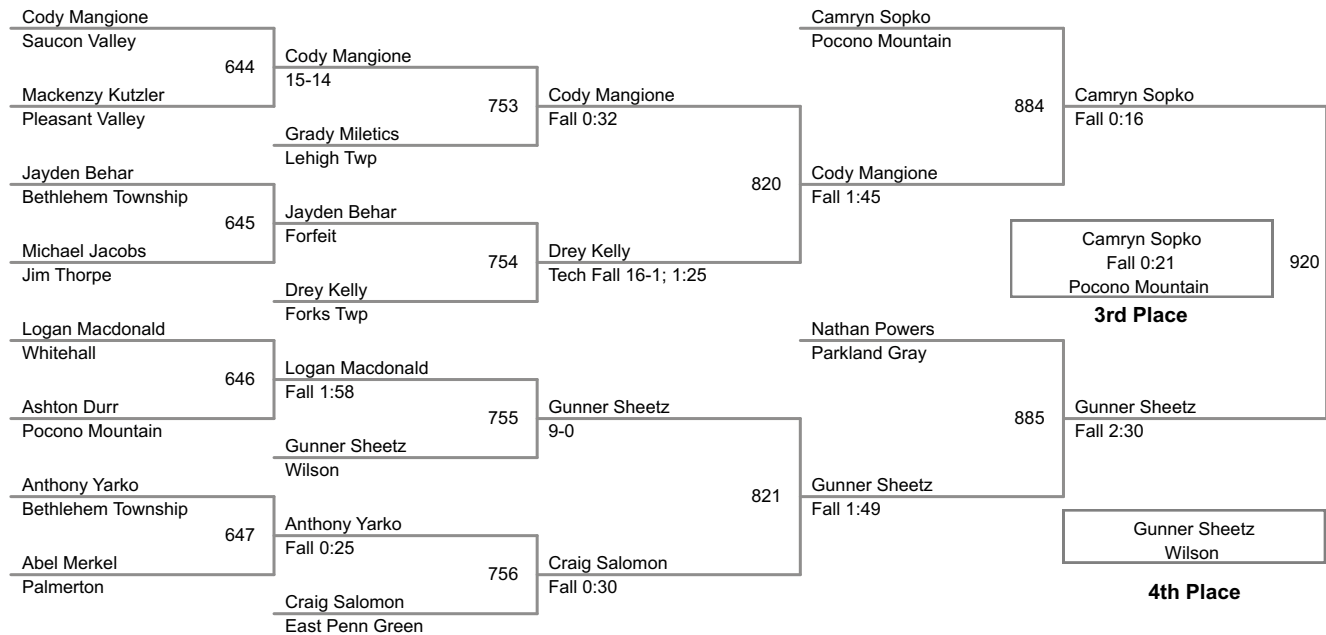 Cody Mangione
Saucon Valley
644
Mackenzy Kutzler
Pleasant Valley
Jayden Behar
Bethlehem Township
645
Michael Jacobs
Jim Thorpe
Logan Macdonald
Whitehall
646
Ashton Durr
Pocono Mountain
Anthony Yarko
Bethlehem Township
647
Abel Merkel
Palmerton
Cody Mangione
15-14
753
Grady Miletics
Lehigh Twp
Jayden Behar
Forfeit
754
Drey Kelly
Forks Twp
Logan Macdonald
Fall 1:58
755
Gunner Sheetz
Wilson
Anthony Yarko
Fall 0:25
756
Craig Salomon
East Penn Green
Cody Mangione
Fall 0:32
820
Drey Kelly
Tech Fall 16-1; 1:25
Gunner Sheetz
9-0
821
Craig Salomon
Fall 0:30
Camryn Sopko
Pocono Mountain
884
Cody Mangione
Fall 1:45
Nathan Powers
Parkland Gray
885
Gunner Sheetz
Fall 1:49
Camryn Sopko
Fall 0:16
920
Gunner Sheetz
Fall 2:30
Camryn Sopko
Fall 0:21
Pocono Mountain
3rd Place
Gunner Sheetz
Wilson
4th Place